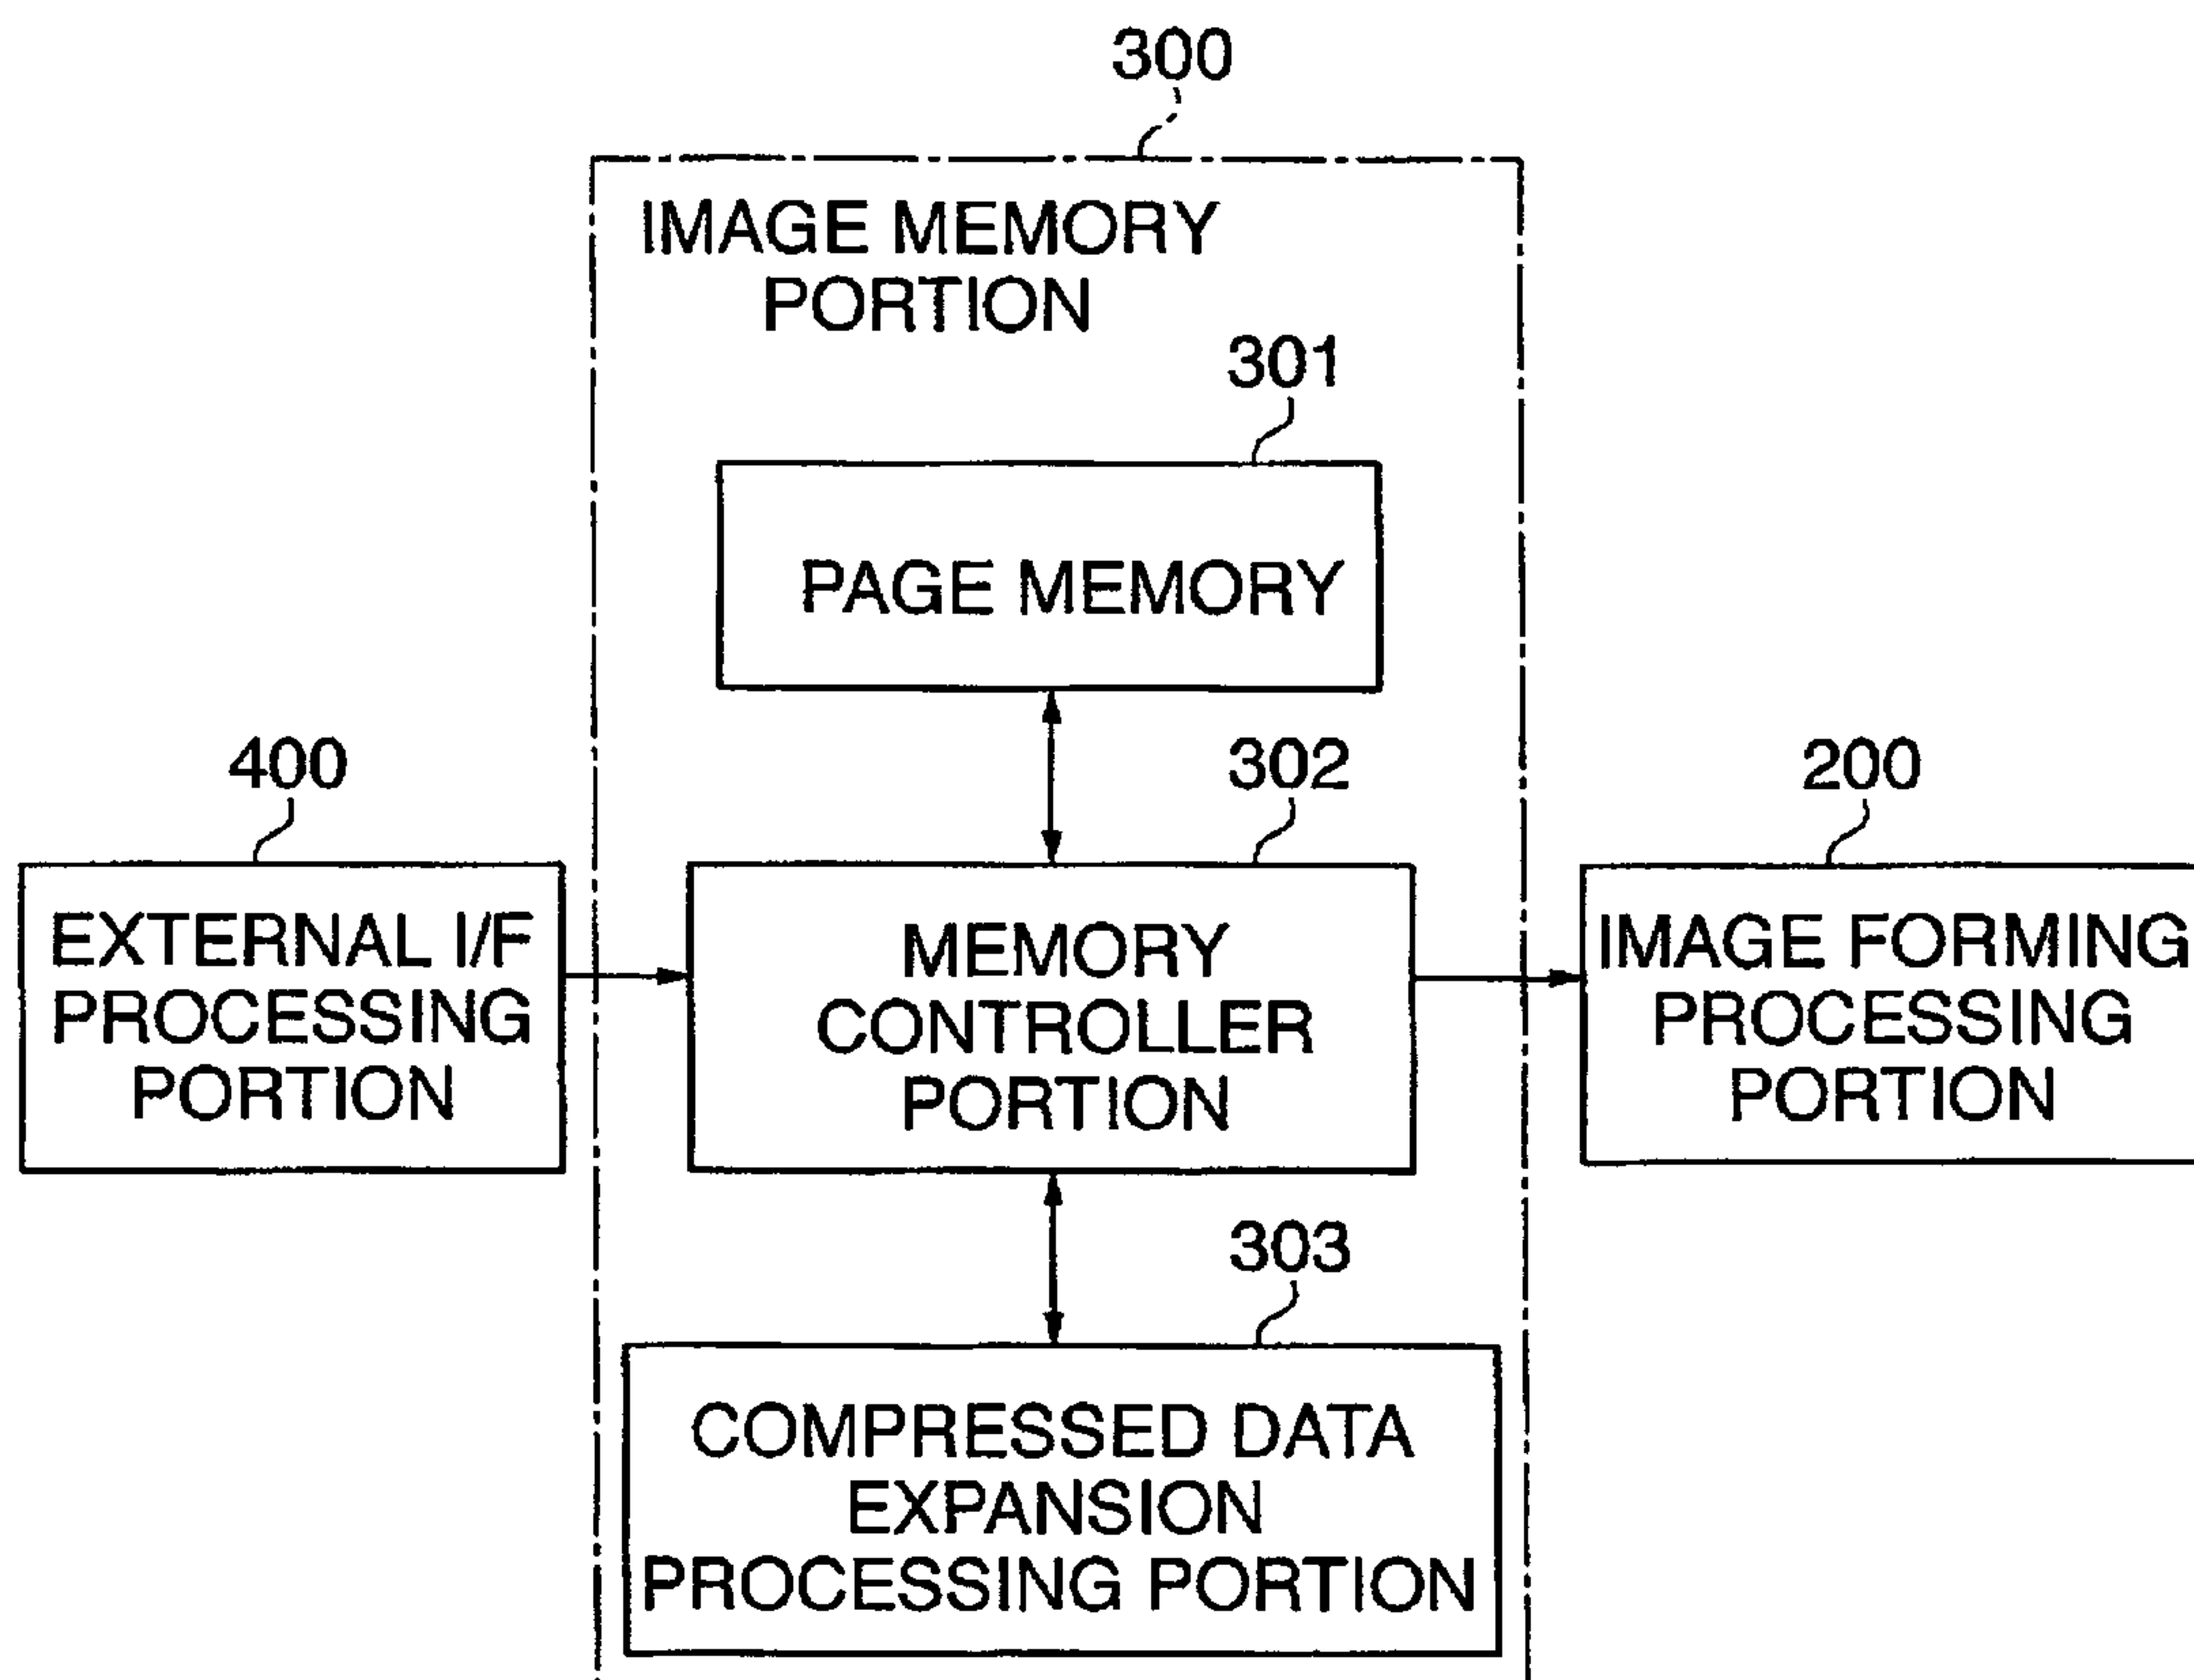 300
IMAGE MEMORY
PORTION
301
PAGE MEMORY
400
302
200
EXTERNAL I/F
PROCESSING
PORTION
MEMORY
CONTROLLER
PORTION
IMAGE FORMING
PROCESSING
PORTION
303
COMPRESSED DATA
EXPANSION
PROCESSING PORTION